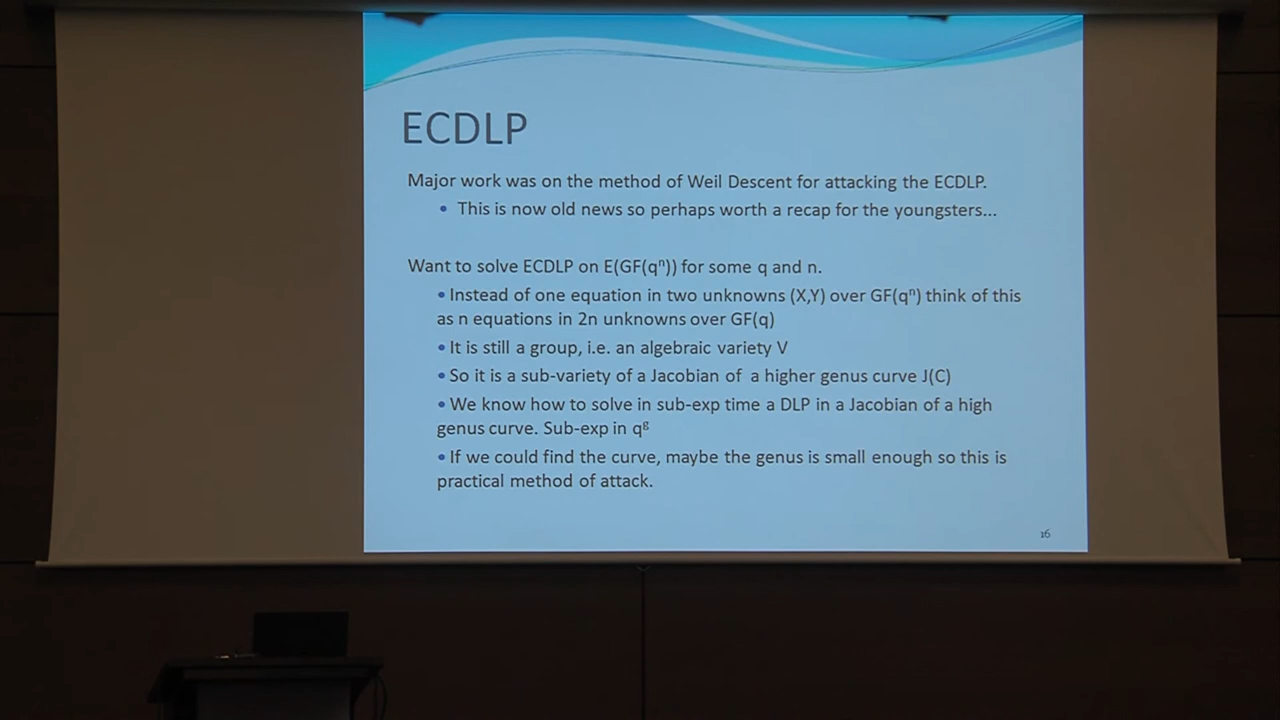 ECDLP
Major work was on the method of Weil Descent for attacking the ECDLP.
• This is now old news so perhaps worth a recap for the youngsters...
Want to solve ECDLP on E(GF(qⁿ)) for some q and n.
• Instead of one equation in two unknowns (X,Y) over GF(qⁿ) think of this
as n equations in 2n unknowns over GF(q)
• It is still a group, i.e. an algebraic variety V
• So it is a sub-variety of a Jacobian of a higher genus curve J(C)
• We know how to solve in sub-exp time a DLP in a Jacobian of a high
genus curve. Sub-exp in qᵍ
• If we could find the curve, maybe the genus is small enough so this is
practical method of attack.
16